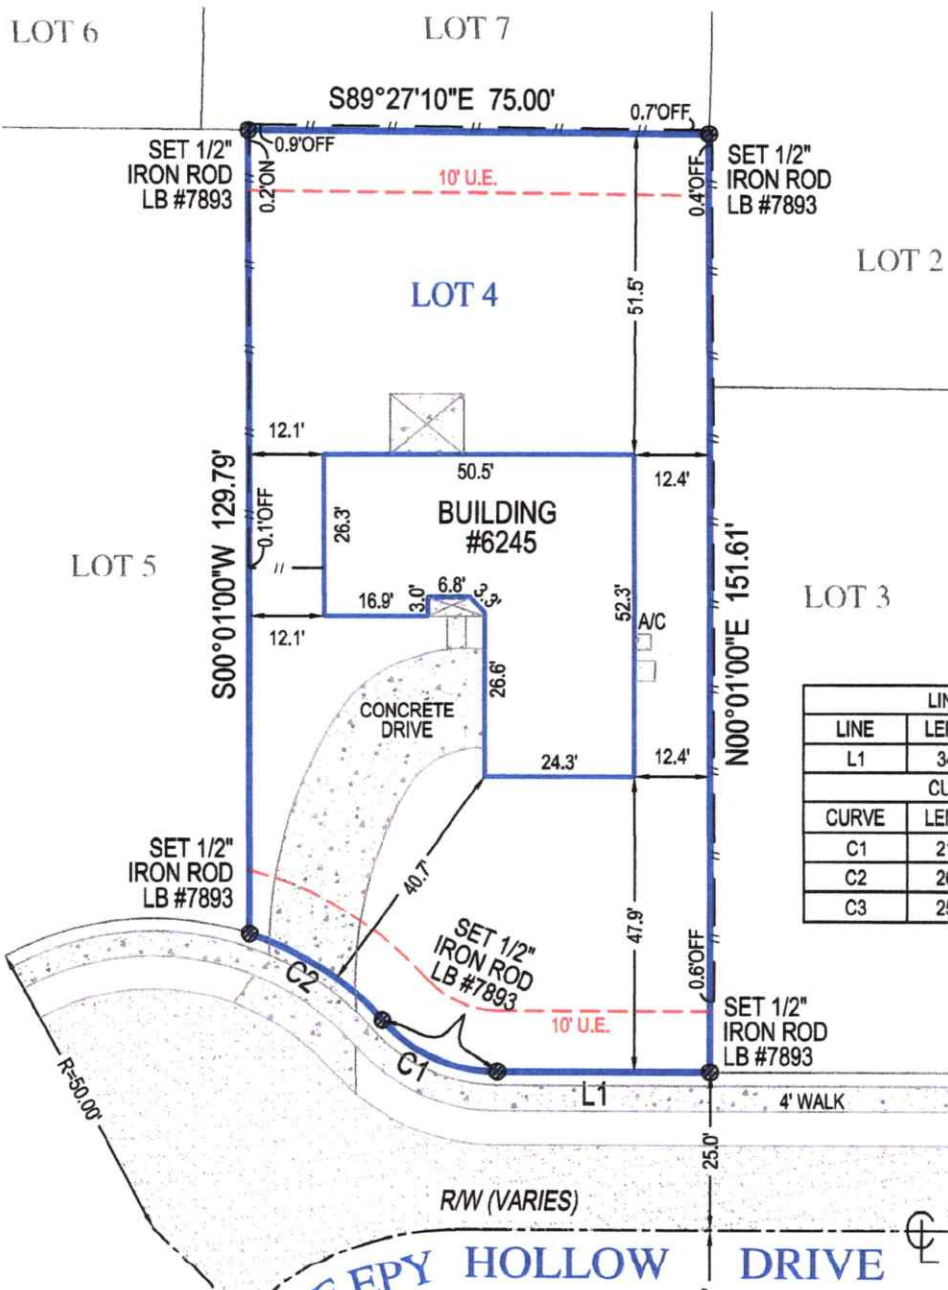 LOT 6
LOT 7
S89°27'10"E 75.00'
0.7'OFF
0.9'OFF
SET 1/2"
IRON ROD
LB #7893
0.2'ON
10' U.E.
0.4'OFF
SET 1/2"
IRON ROD
LB #7893
LOT 2
LOT 4
51.5'
12.1'
50.5'
12.4'
S00°01'00"W 129.79'
0.1'OFF
26.3'
BUILDING
#6245
N00°01'00"E 151.61'
LOT 5
LOT 3
16.9'
3.0'
6.8'
3.3'
52.3'
A/C
12.1'
26.6'
CONCRETE
DRIVE
24.3'
12.4'
LINE
L1
CURVE
C1
C2
C3
SET 1/2"
IRON ROD
LB #7893
40.7'
SET 1/2"
IRON ROD
LB #7893
47.9'
0.6'OFF
C2
SET 1/2"
IRON ROD
LB #7893
10' U.E.
C1
L1
R=50.00'
4' WALK
25.0'
R/W (VARIES)
HOLLOW DRIVE